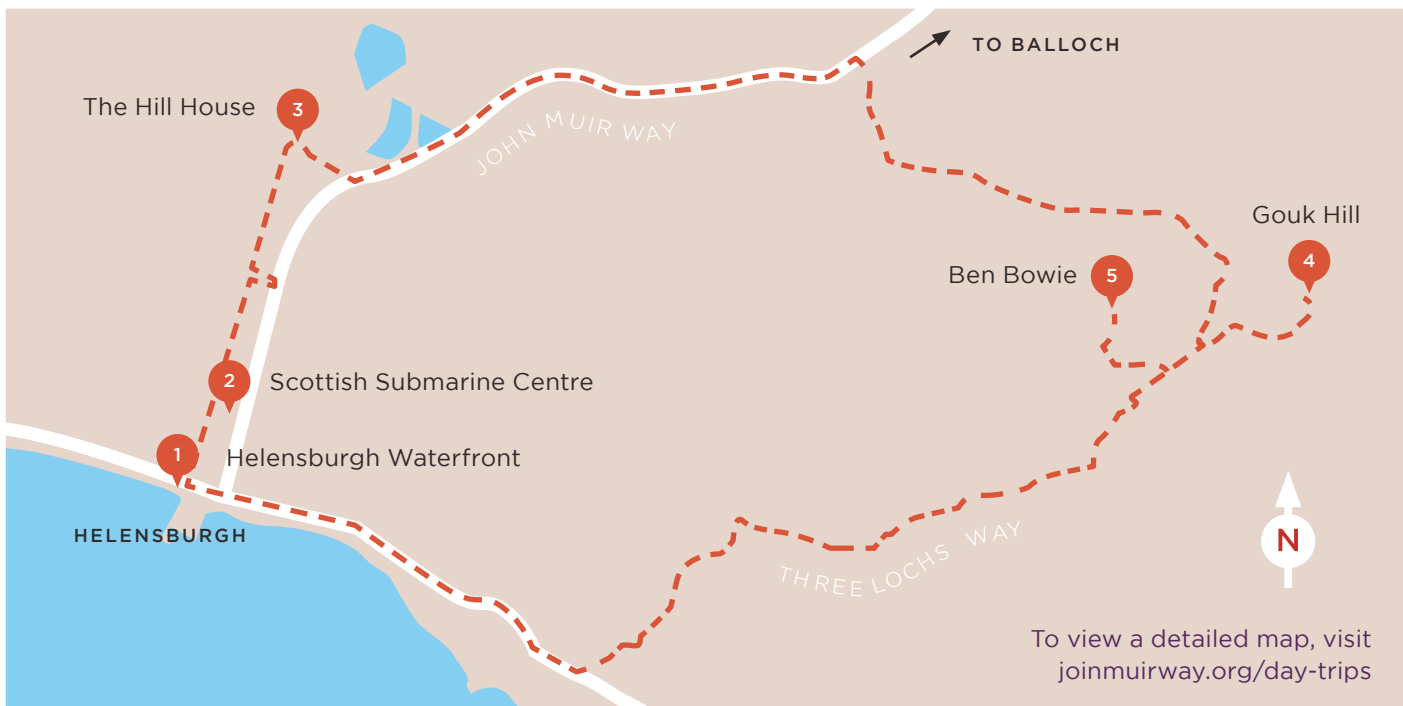 TO BALLOCH
The Hill House
3
JOHN MUIR WAY
Gouk Hill
4
Ben Bowie
5
2
Scottish Submarine Centre
1
Helensburgh Waterfront
HELENSBURGH
THREE LOCHS WAY
N
To view a detailed map, visit
joinmuirway.org/day-trips